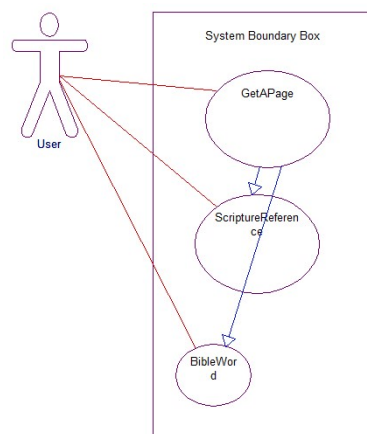 System Boundary Box
GetAPage
User
ScriptureReferen
ce
BibleWor
d